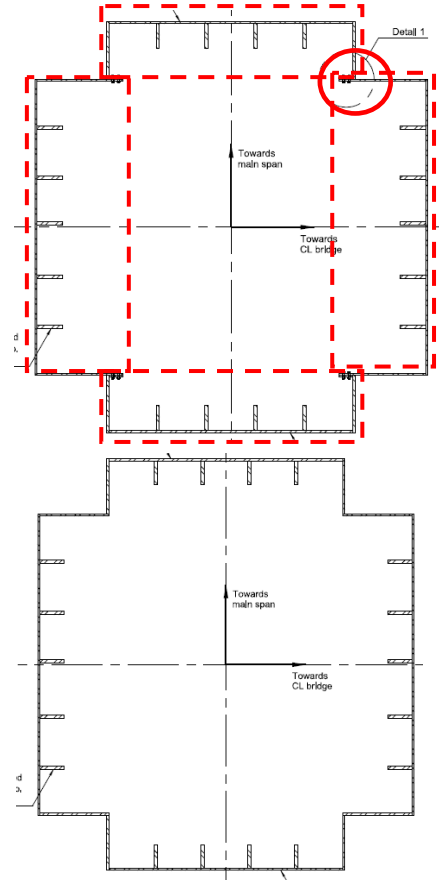 Detail 1
Towards
main span
Towards
CL bridge
d
Towards
main span
Towards
CL bridge
d